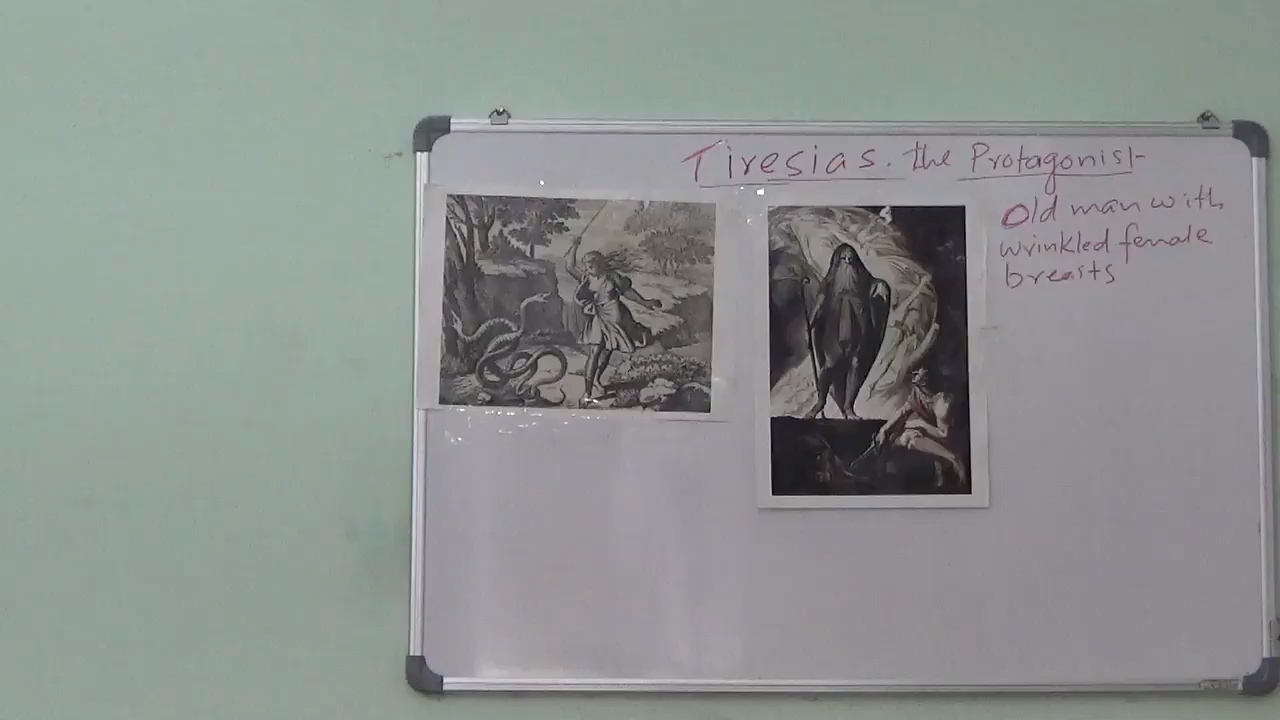 Tiresias. the Protagonist
Old man with
wrinkled female
breasts